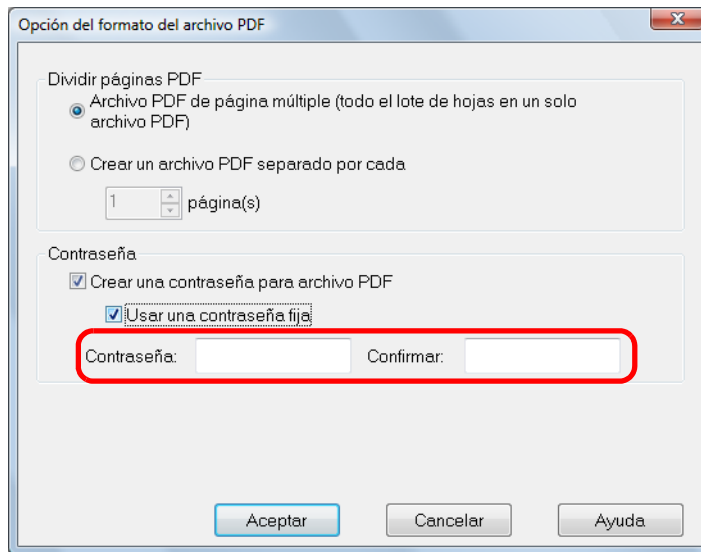 Opción del formato del archivo PDF
Dividir páginas PDF
Archivo PDF de página múltiple (todo el lote de hojas en un solo
archivo PDF)
Crear un archivo PDF separado por cada
1 página(s)
Contraseña
Crear una contraseña para archivo PDF
Usar una contraseña fija
Contraseña: Confirmar:
Aceptar Cancelar Ayuda